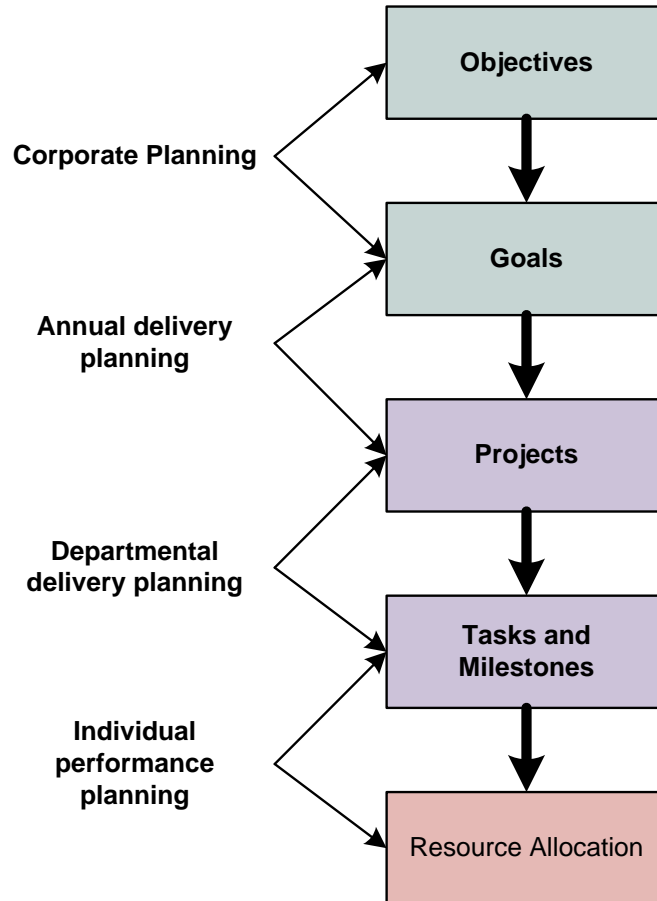 Objectives
Corporate Planning
Goals
Annual delivery
planning
Projects
Departmental
delivery planning
Tasks and
Milestones
Individual
performance
planning
Resource Allocation